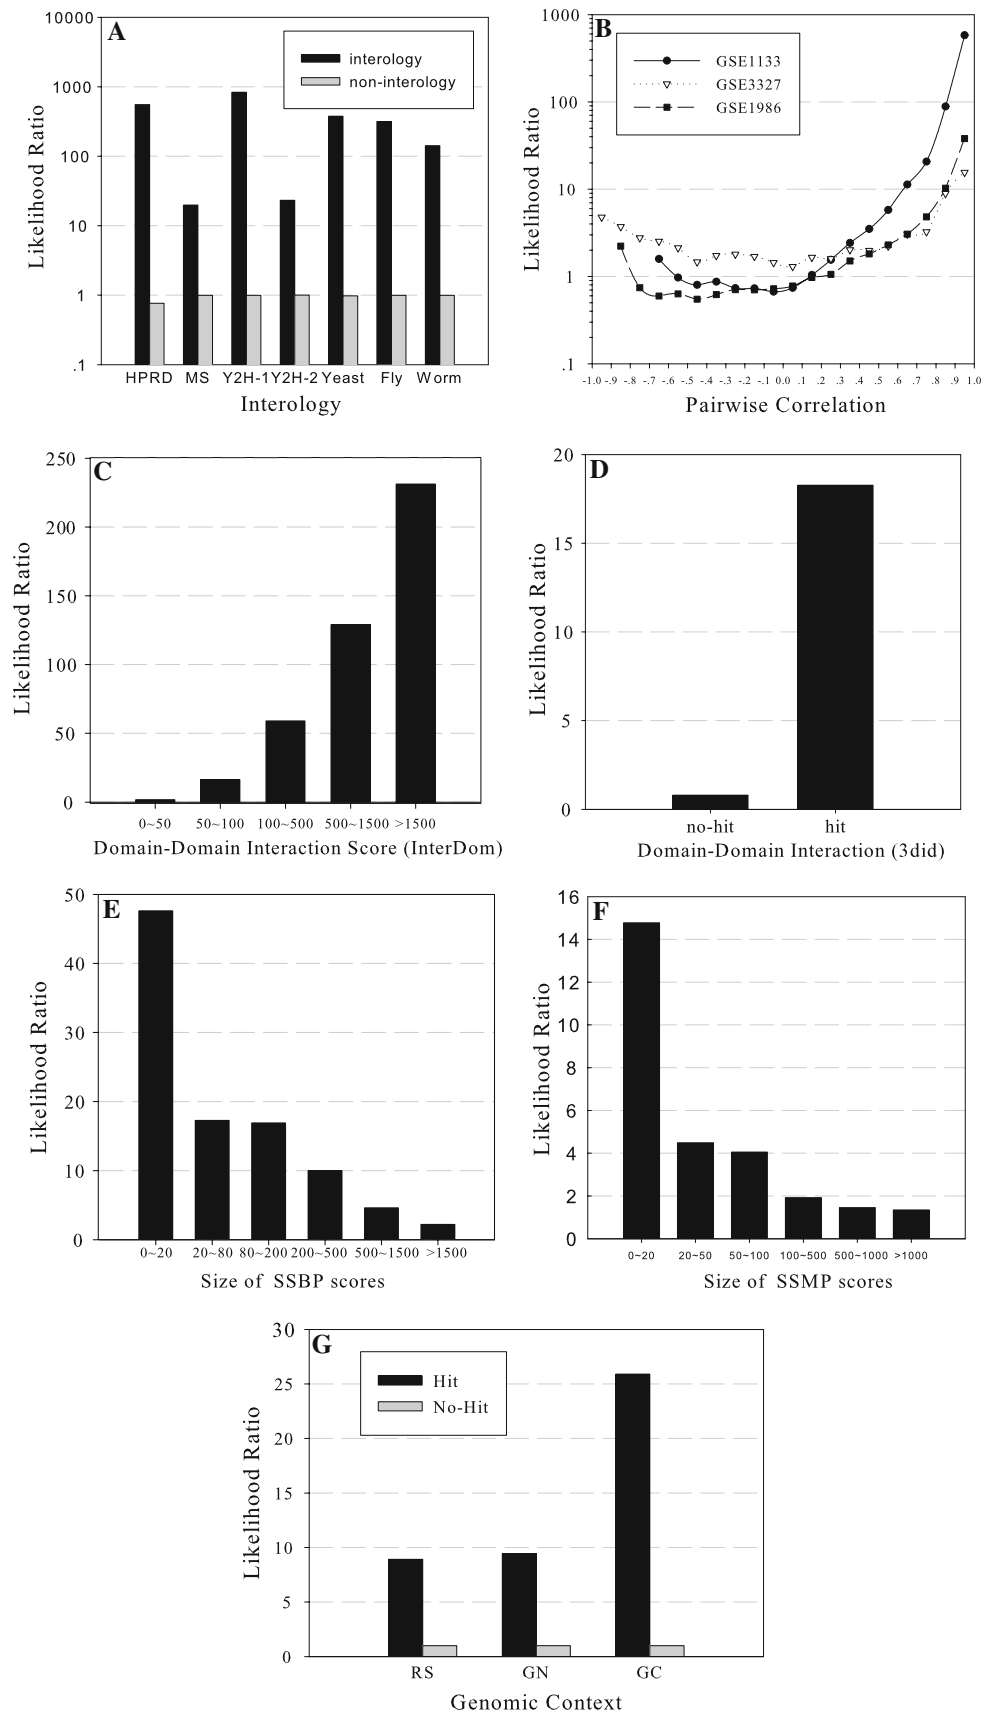 A
10000
1000
100
10
1
.1
Likelihood Ratio
interology
non-interology
HPRD MS Y2H-1 Y2H-2 Yeast Fly Worm
Interology
B
1000
100
10
1
.1
Likelihood Ratio
GSE1133
GSE3327
GSE1986
-1.0 -.9 -.8 -.7 -.6 -.5 -.4 -.3 -.2 -.1 0.0 .1 .2 .3 .4 .5 .6 .7 .8 .9 1.0
Pairwise Correlation
C
250
200
150
100
50
0
Likelihood Ratio
0~50 50~100 100~500 500~1500 >1500
Domain-Domain Interaction Score (InterDom)
D
20
15
10
5
0
Likelihood Ratio
no-hit hit
Domain-Domain Interaction (3did)
E
50
40
30
20
10
0
Likelihood Ratio
0~20 20~80 80~200 200~500 500~1500 >1500
Size of SSBP scores
F
16
14
12
10
8
6
4
2
0
Likelihood Ratio
0~20 20~50 50~100 100~500 500~1000 >1000
Size of SSMP scores
G
30
25
20
15
10
5
0
Likelihood Ratio
Hit
No-Hit
RS GN GC
Genomic Context